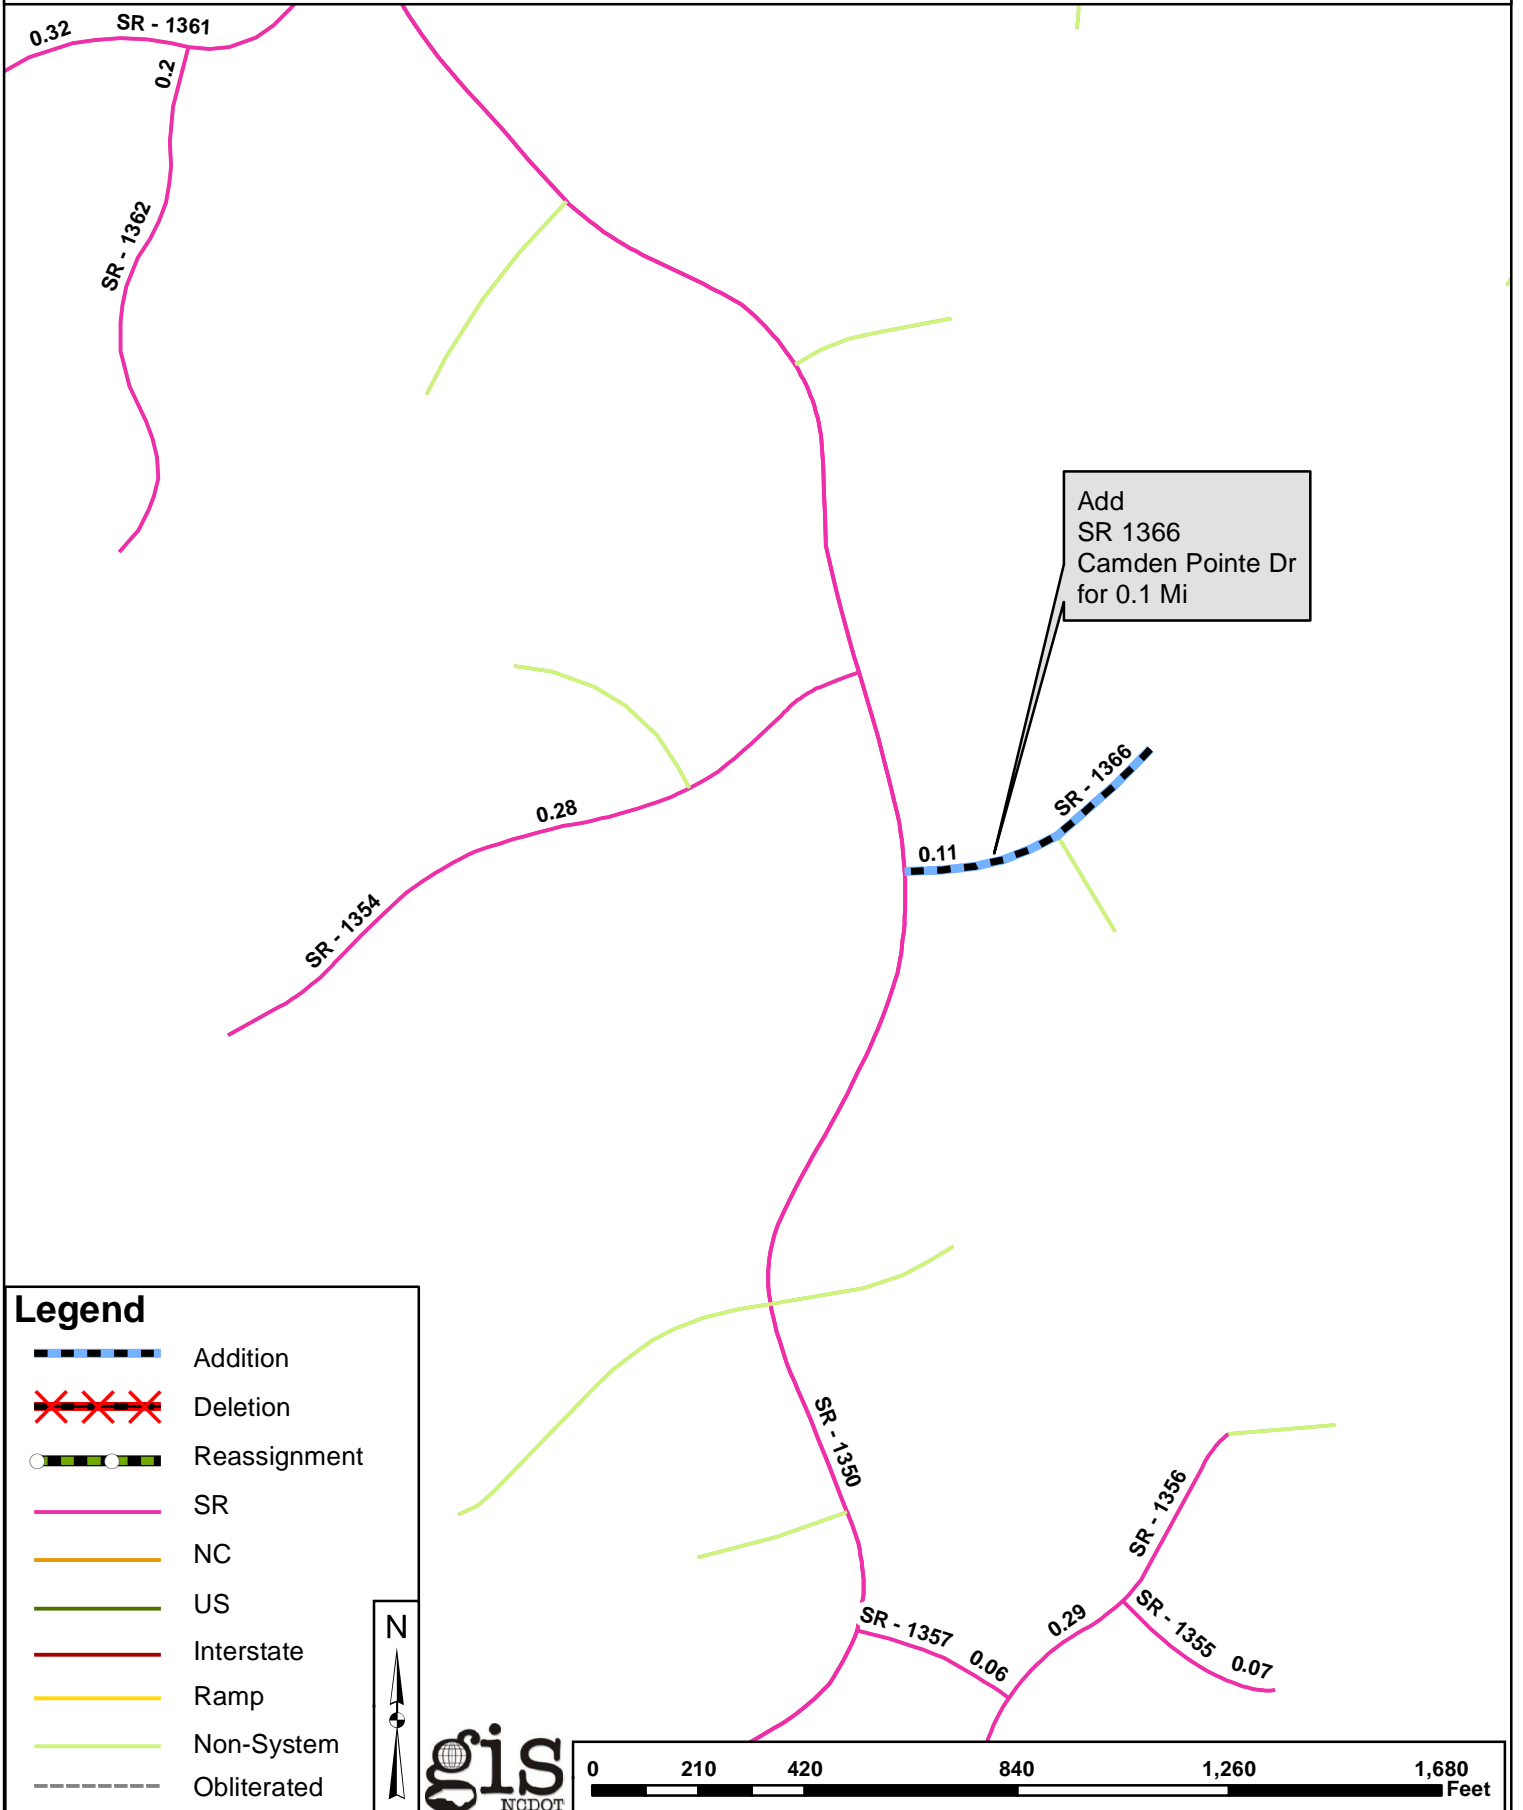 0.32
SR - 1361
0.2
SR - 1362
Add
SR 1366
Camden Pointe Dr
for 0.1 Mi
SR - 1366
0.11
0.28
SR - 1354
SR - 1350
SR - 1356
SR - 1357
0.06
0.29
SR - 1355
0.07
Legend
Addition
Deletion
Reassignment
SR
NC
US
Interstate
Ramp
Non-System
Obliterated
N
gis
NCDOT
0 210 420 840 1,260 1,680
Feet